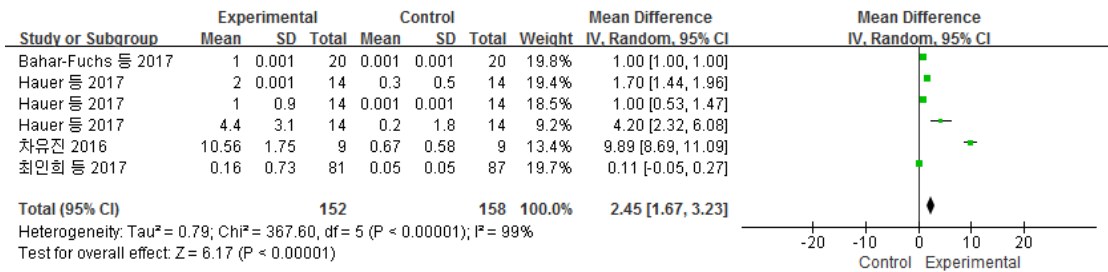 Experimental Control Mean Difference Mean Difference
Study or Subgroup Mean SD Total Mean SD Total Weight IV, Random, 95% CI IV, Random, 95% CI
Bahar-Fuchs 등 2017 1 0.001 20 0.001 0.001 20 19.8% 1.00 [1.00, 1.00]
Hauer 등 2017 2 0.001 14 0.3 0.5 14 19.4% 1.70 [1.44, 1.96]
Hauer 등 2017 1 0.9 14 0.001 0.001 14 18.5% 1.00 [0.53, 1.47]
Hauer 등 2017 4.4 3.1 14 0.2 1.8 14 9.2% 4.20 [2.32, 6.08]
차유진 2016 10.56 1.75 9 0.67 0.58 9 13.4% 9.89 [8.69, 11.09]
최인희 등 2017 0.16 0.73 81 0.05 0.05 87 19.7% 0.11 [-0.05, 0.27]
Total (95% CI) 152 158 100.0% 2.45 [1.67, 3.23]
Heterogeneity: Tau² = 0.79; Chi² = 367.60, df = 5 (P < 0.00001); I² = 99%
Test for overall effect: Z = 6.17 (P < 0.00001)
-20 -10 0 10 20
Control Experimental